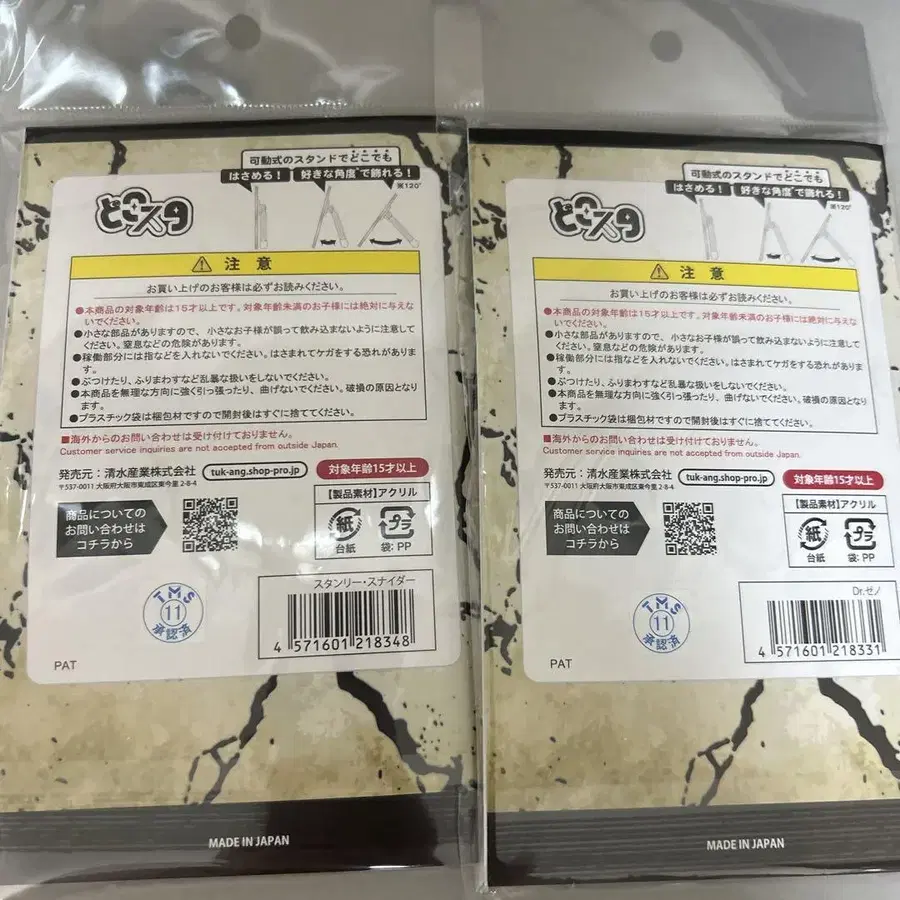 可動式のスタンドでどこでも
はさめる！ 好きな角度*で飾れる！
※120°
どこスタ
⚠ 注意
お買い上げのお客様は必ずお読みください。
●本商品の対象年齢は15才以上です。対象年齢未満のお子様には絶対に与えないでください。
●小さな部品がありますので、小さなお子様が誤って飲み込まないように注意してください。窒息などの危険があります。
●稼働部分には指などを入れないでください。はさまれてケガをする恐れがあります。
●ぶつけたり、ふりまわすなど乱暴な扱いをしないでください。
●本商品を無理な方向に強く引っ張ったり、曲げないでください。破損の原因となります。
●プラスチック袋は梱包材ですので開封後はすぐに捨ててください。
■海外からのお問い合わせは受け付けておりません。
Customer service inquiries are not accepted from outside Japan.
発売元：清水産業株式会社 tuk-ang.shop-pro.jp 対象年齢15才以上
〒537-0011 大阪府大阪市東成区東今里 2-8-4
商品についての
お問い合わせは
コチラから
【製品素材】アクリル
紙 プラ
台紙 袋：PP
TMS
11
承認済
スタンリー・スナイダー
4 571601 218348
PAT
MADE IN JAPAN
可動式のスタンドでどこでも
はさめる！ 好きな角度*で飾れる！
※120°
どこスタ
⚠ 注意
お買い上げのお客様は必ずお読みください。
●本商品の対象年齢は15才以上です。対象年齢未満のお子様には絶対に与えないでください。
●小さな部品がありますので、小さなお子様が誤って飲み込まないように注意してください。窒息などの危険があります。
●稼働部分には指などを入れないでください。はさまれてケガをする恐れがあります。
●ぶつけたり、ふりまわすなど乱暴な扱いをしないでください。
●本商品を無理な方向に強く引っ張ったり、曲げないでください。破損の原因となります。
●プラスチック袋は梱包材ですので開封後はすぐに捨ててください。
■海外からのお問い合わせは受け付けておりません。
Customer service inquiries are not accepted from outside Japan.
発売元：清水産業株式会社 tuk-ang.shop-pro.jp 対象年齢15才以上
〒537-0011 大阪府大阪市東成区東今里 2-8-4
商品についての
お問い合わせは
コチラから
【製品素材】アクリル
紙 プラ
台紙 袋：PP
TMS
11
承認済
Dr.ゼノ
4 571601 218331
PAT
MADE IN JAPAN